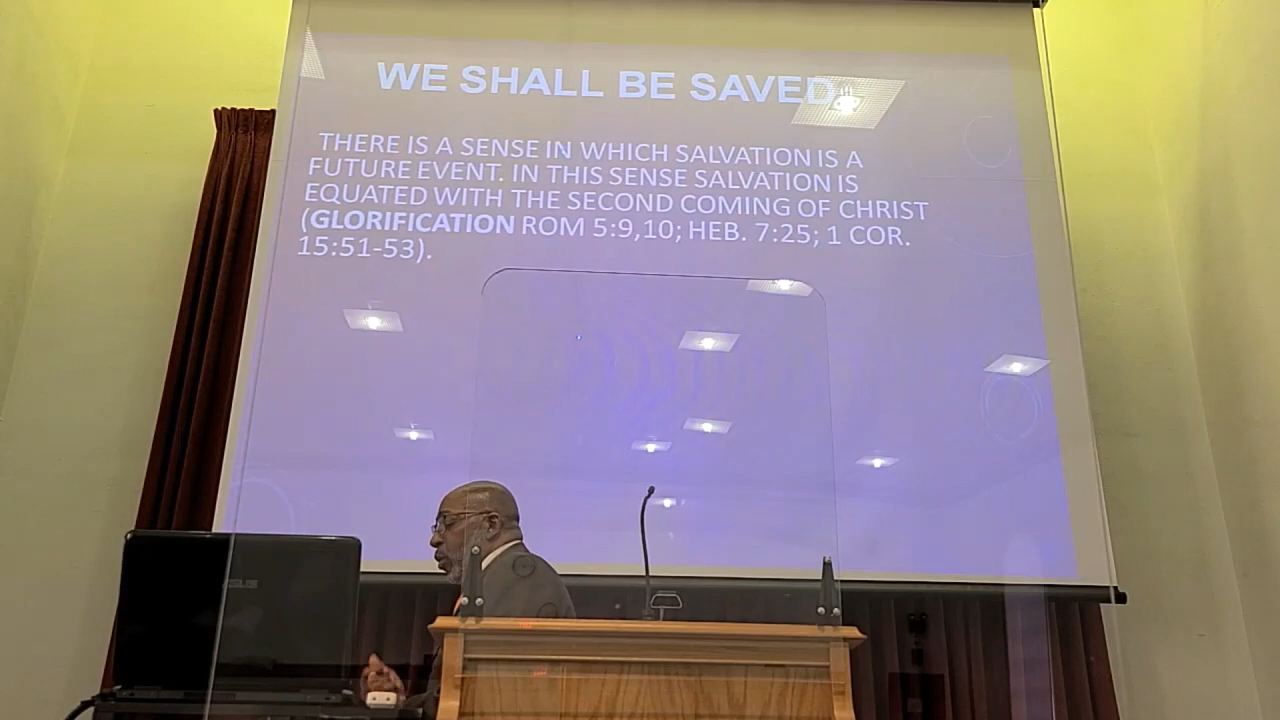 WE SHALL BE SAVED
THERE IS A SENSE IN WHICH SALVATION IS A
FUTURE EVENT. IN THIS SENSE SALVATION IS
EQUATED WITH THE SECOND COMING OF CHRIST
(GLORIFICATION ROM 5:9,10; HEB. 7:25; 1 COR.
15:51-53).
ASUS